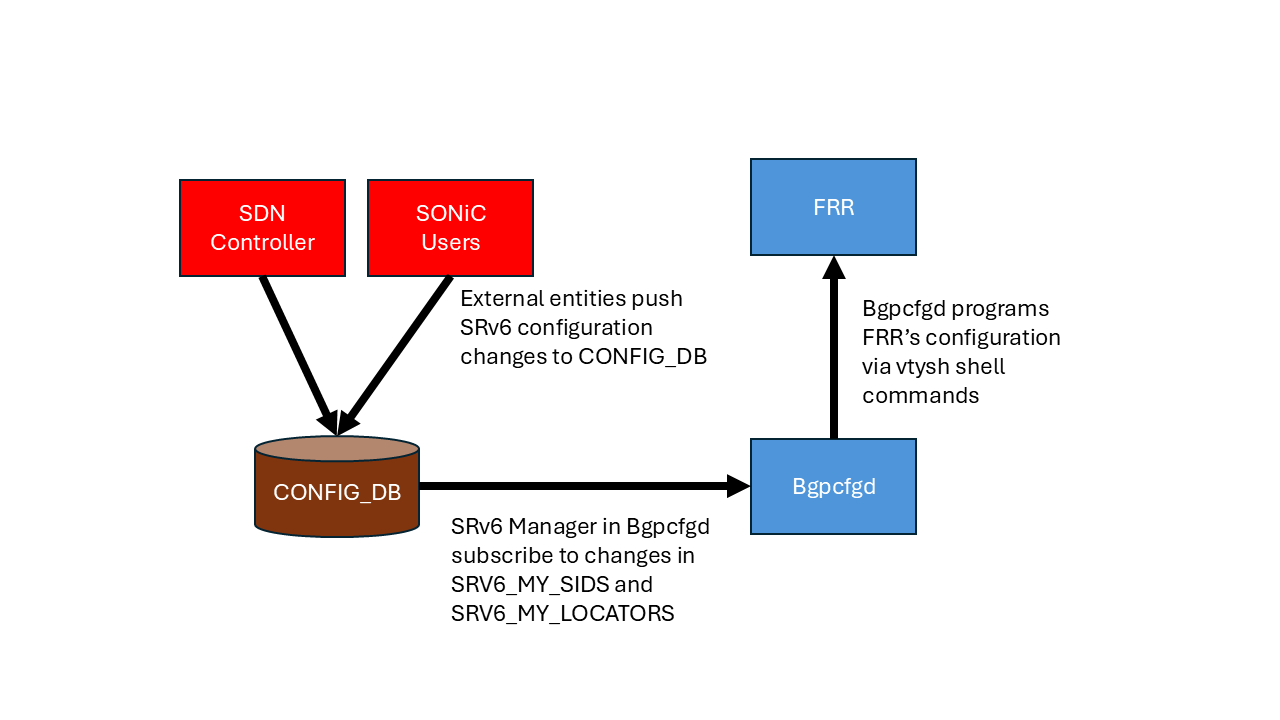 SDN
Controller
SONiC
Users
FRR
External entities push
SRv6 configuration
changes to CONFIG_DB
Bgpcfgd programs
FRR’s configuration
via vtysh shell
commands
CONFIG_DB
Bgpcfgd
SRv6 Manager in Bgpcfgd
subscribe to changes in
SRV6_MY_SIDS and
SRV6_MY_LOCATORS